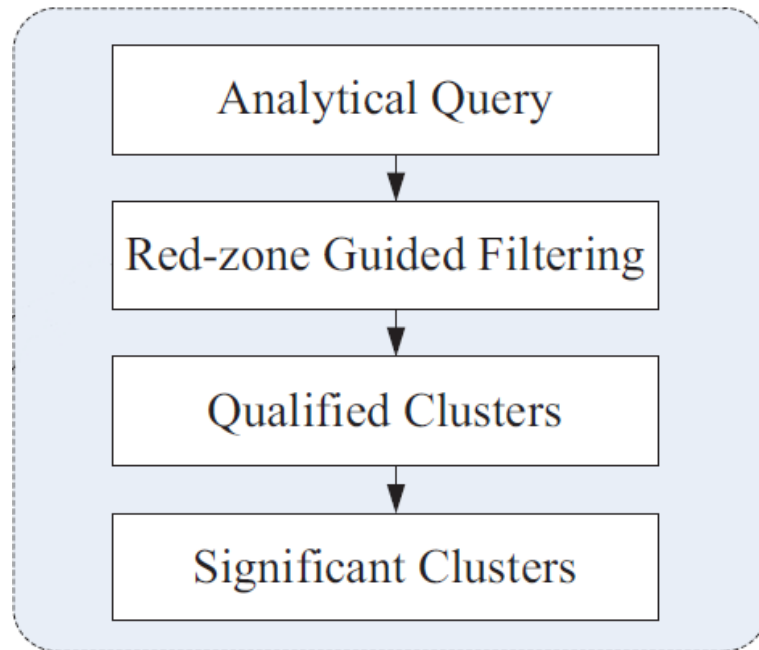 Analytical Query
Red-zone Guided Filtering
Qualified Clusters
Significant Clusters